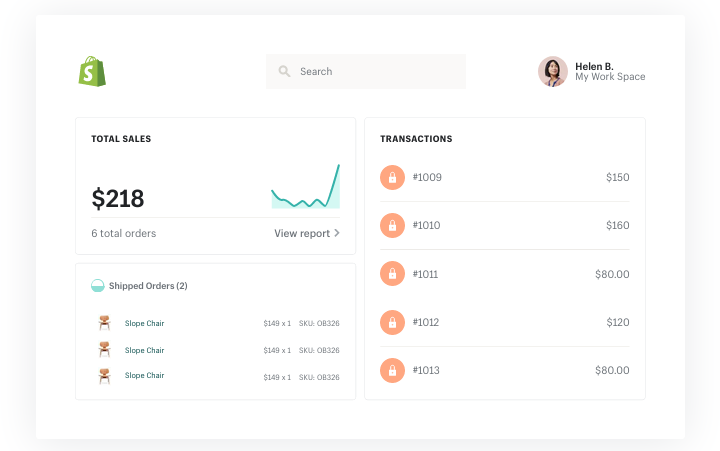 S
Search
Helen B.
My Work Space
TOTAL SALES
$218
6 total orders
View report
Shipped Orders (2)
Slope Chair $149 x 1 SKU: OB326
Slope Chair $149 x 1 SKU: OB326
Slope Chair $149 x 1 SKU: OB326
TRANSACTIONS
#1009 $150
#1010 $160
#1011 $80.00
#1012 $120
#1013 $80.00